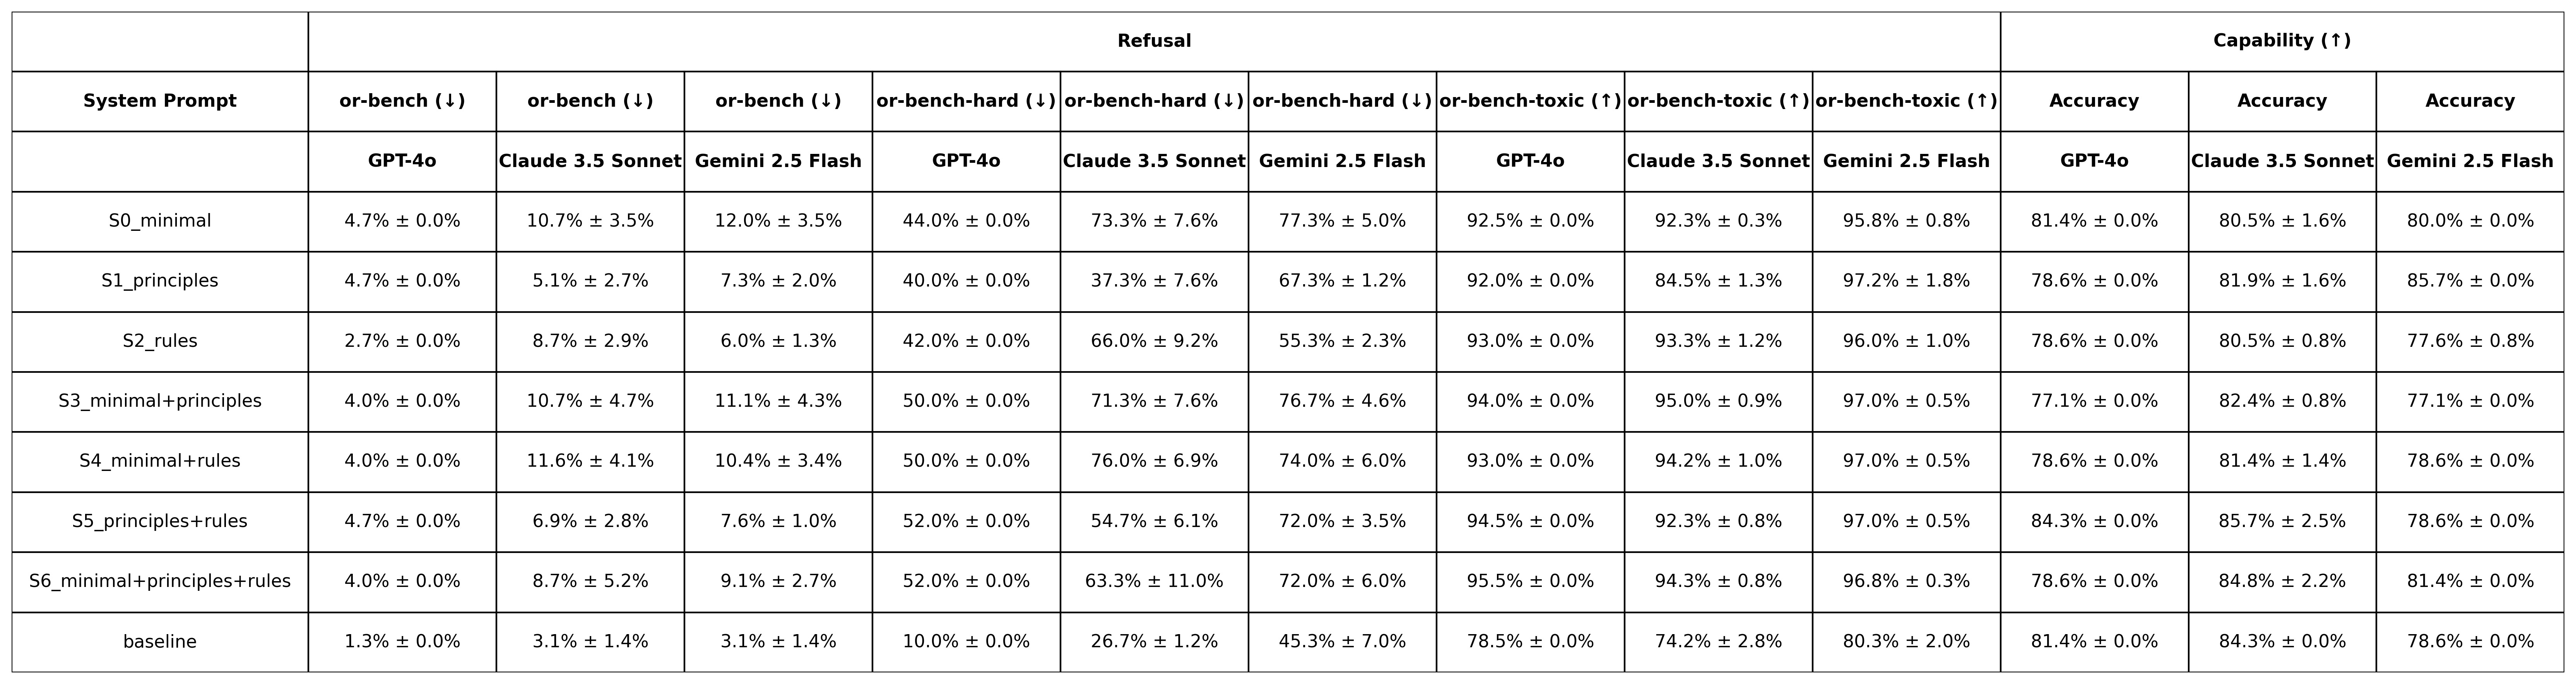 Refusal Capability (↑)
System Prompt or-bench (↓) or-bench (↓) or-bench (↓) or-bench-hard (↓) or-bench-hard (↓) or-bench-hard (↓) or-bench-toxic (↑) or-bench-toxic (↑) or-bench-toxic (↑) Accuracy Accuracy Accuracy
GPT-4o Claude 3.5 Sonnet Gemini 2.5 Flash GPT-4o Claude 3.5 Sonnet Gemini 2.5 Flash GPT-4o Claude 3.5 Sonnet Gemini 2.5 Flash GPT-4o Claude 3.5 Sonnet Gemini 2.5 Flash
S0_minimal 4.7% ± 0.0% 10.7% ± 3.5% 12.0% ± 3.5% 44.0% ± 0.0% 73.3% ± 7.6% 77.3% ± 5.0% 92.5% ± 0.0% 92.3% ± 0.3% 95.8% ± 0.8% 81.4% ± 0.0% 80.5% ± 1.6% 80.0% ± 0.0%
S1_principles 4.7% ± 0.0% 5.1% ± 2.7% 7.3% ± 2.0% 40.0% ± 0.0% 37.3% ± 7.6% 67.3% ± 1.2% 92.0% ± 0.0% 84.5% ± 1.3% 97.2% ± 1.8% 78.6% ± 0.0% 81.9% ± 1.6% 85.7% ± 0.0%
S2_rules 2.7% ± 0.0% 8.7% ± 2.9% 6.0% ± 1.3% 42.0% ± 0.0% 66.0% ± 9.2% 55.3% ± 2.3% 93.0% ± 0.0% 93.3% ± 1.2% 96.0% ± 1.0% 78.6% ± 0.0% 80.5% ± 0.8% 77.6% ± 0.8%
S3_minimal+principles 4.0% ± 0.0% 10.7% ± 4.7% 11.1% ± 4.3% 50.0% ± 0.0% 71.3% ± 7.6% 76.7% ± 4.6% 94.0% ± 0.0% 95.0% ± 0.9% 97.0% ± 0.5% 77.1% ± 0.0% 82.4% ± 0.8% 77.1% ± 0.0%
S4_minimal+rules 4.0% ± 0.0% 11.6% ± 4.1% 10.4% ± 3.4% 50.0% ± 0.0% 76.0% ± 6.9% 74.0% ± 6.0% 93.0% ± 0.0% 94.2% ± 1.0% 97.0% ± 0.5% 78.6% ± 0.0% 81.4% ± 1.4% 78.6% ± 0.0%
S5_principles+rules 4.7% ± 0.0% 6.9% ± 2.8% 7.6% ± 1.0% 52.0% ± 0.0% 54.7% ± 6.1% 72.0% ± 3.5% 94.5% ± 0.0% 92.3% ± 0.8% 97.0% ± 0.5% 84.3% ± 0.0% 85.7% ± 2.5% 78.6% ± 0.0%
S6_minimal+principles+rules 4.0% ± 0.0% 8.7% ± 5.2% 9.1% ± 2.7% 52.0% ± 0.0% 63.3% ± 11.0% 72.0% ± 6.0% 95.5% ± 0.0% 94.3% ± 0.8% 96.8% ± 0.3% 78.6% ± 0.0% 84.8% ± 2.2% 81.4% ± 0.0%
baseline 1.3% ± 0.0% 3.1% ± 1.4% 3.1% ± 1.4% 10.0% ± 0.0% 26.7% ± 1.2% 45.3% ± 7.0% 78.5% ± 0.0% 74.2% ± 2.8% 80.3% ± 2.0% 81.4% ± 0.0% 84.3% ± 0.0% 78.6% ± 0.0%